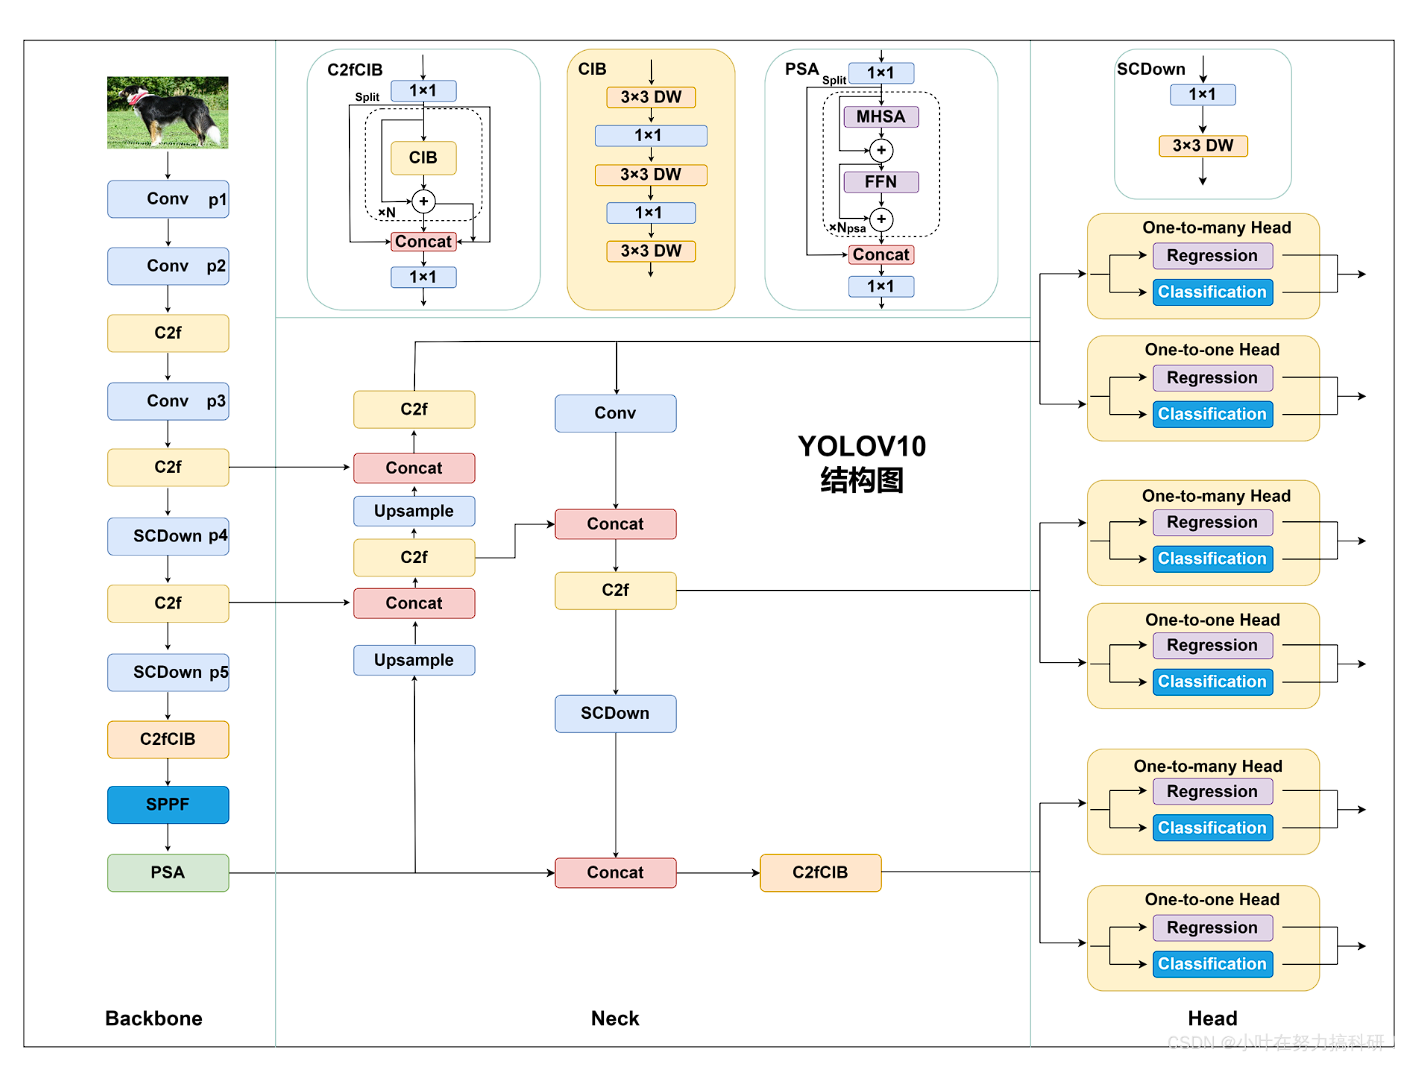 C2fCIB
1×1
Split
CIB
+
×N
Concat
1×1
CIB
3×3 DW
1×1
3×3 DW
1×1
3×3 DW
PSA
1×1
Split
MHSA
+
FFN
+
×Npsa
Concat
1×1
SCDown
1×1
3×3 DW
Conv p1
Conv p2
C2f
Conv p3
C2f
SCDown p4
C2f
SCDown p5
C2fCIB
SPPF
PSA
Backbone
C2f
Concat
Upsample
C2f
Concat
Upsample
Conv
Concat
C2f
SCDown
Concat
C2fCIB
YOLOV10
结构图
Neck
One-to-many Head
Regression
Classification
One-to-one Head
Regression
Classification
One-to-many Head
Regression
Classification
One-to-one Head
Regression
Classification
One-to-many Head
Regression
Classification
One-to-one Head
Regression
Classification
Head
CSDN @小叶在努力搞科研